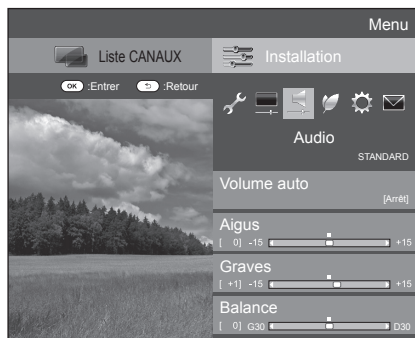 Menu
Liste CANAUX
Installation
OK :Entrer :Retour
Audio
STANDARD
Volume auto
[Arrêt]
Aigus
[ 0] -15 +15
Graves
[ +1] -15 +15
Balance
[ 0] G30 D30